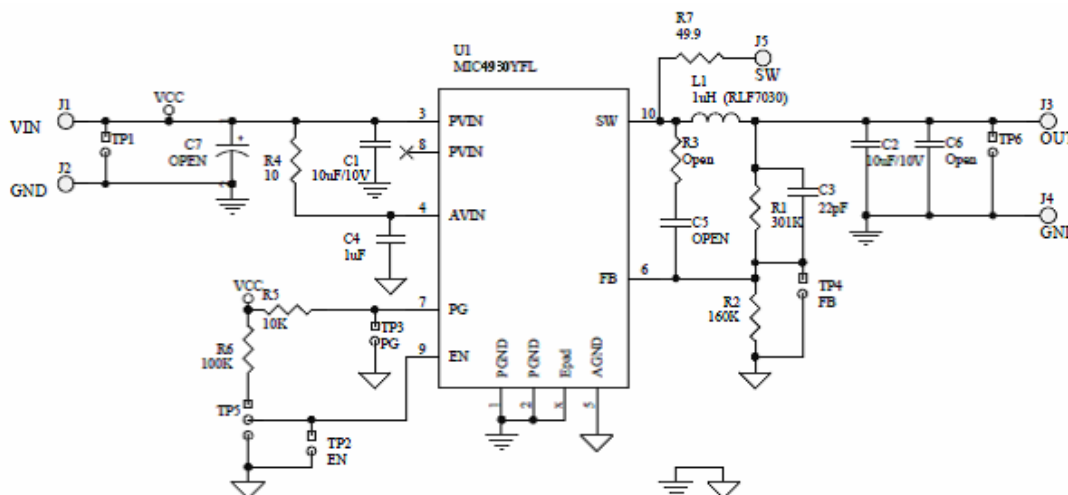 R7
49.9
J5
SW
U1
MIC4930YFL
L1
1uH (RLF7030)
J1
VIN
VCC
TP1
C7
OPEN
+
R4
10
C1
10uF/10V
3
PVIN
8
PVIN
SW
10
R3
Open
C2
10uF/10V
C6
Open
TP6
J3
OUT
J2
GND
4
AVIN
C4
1uF
C5
OPEN
R1
301K
C3
22pF
J4
GND
FB
6
TP4
FB
R2
160K
VCC
R5
10K
7
PG
TP3
PG
R6
100K
9
EN
PGND
PGND
Epad
AGND
1
2
X
5
TP5
TP2
EN